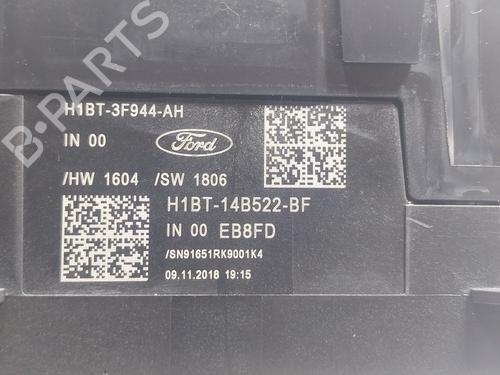 B-PARTS
H1BT-3F944-AH
IN 00
Ford
/HW 1604 /SW 1806
H1BT-14B522-BF
IN 00 EB8FD
/SN91651RK9001K4
09.11.2018 19:15